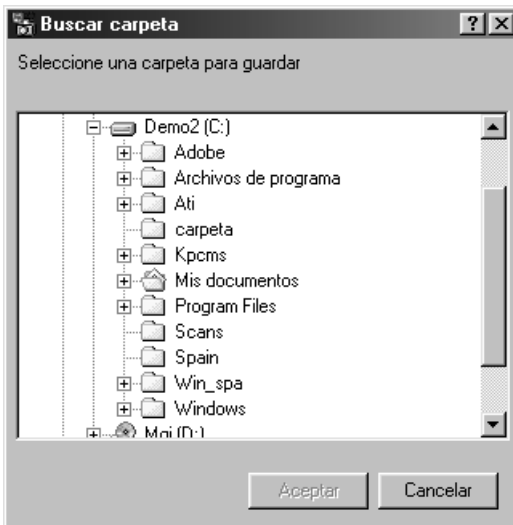 Buscar carpeta
Seleccione una carpeta para guardar
Demo2 (C:)
Adobe
Archivos de programa
Ati
carpeta
Kpcms
Mis documentos
Program Files
Scans
Spain
Win_spa
Windows
Mgi (D:)
Aceptar
Cancelar